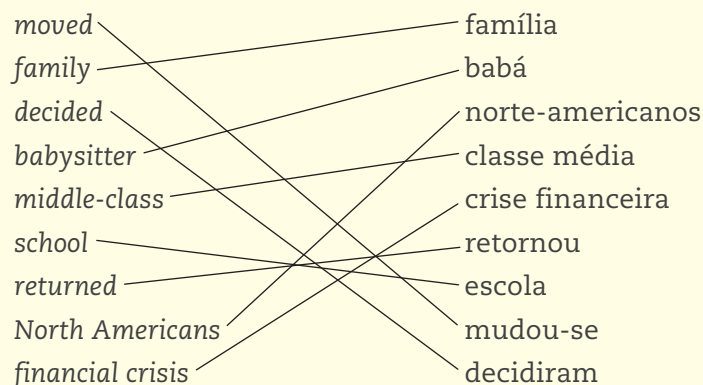 moved família
family babá
decided norte-americanos
babysitter classe média
middle-class crise financeira
school retornou
returned escola
North Americans mudou-se
financial crisis decidiram